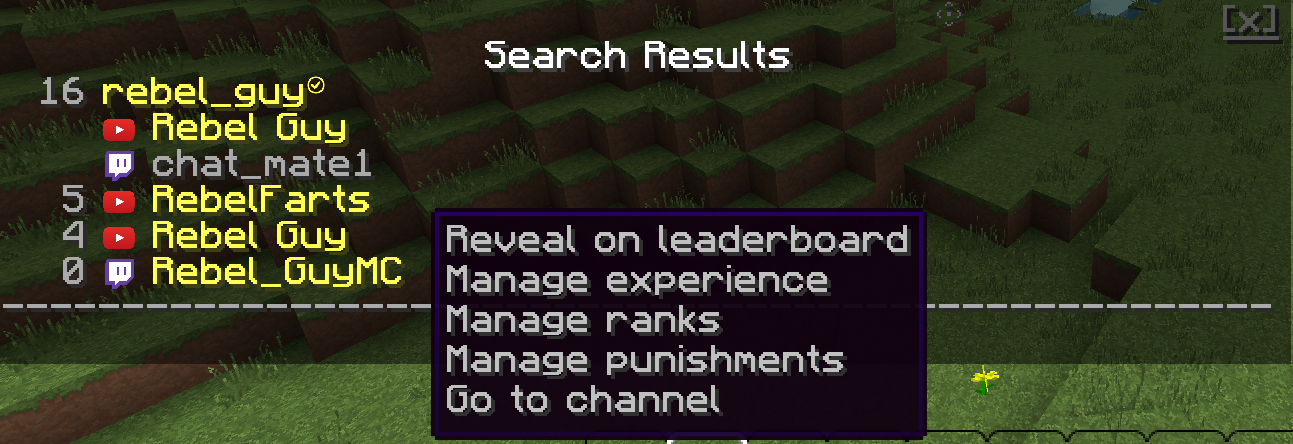 [x]
Search Results
16 rebel_guy
Rebel Guy
chat_mate1
5 RebelFarts
4 Rebel Guy
0 Rebel_GuyMC
Reveal on leaderboard
Manage experience
Manage ranks
Manage punishments
Go to channel